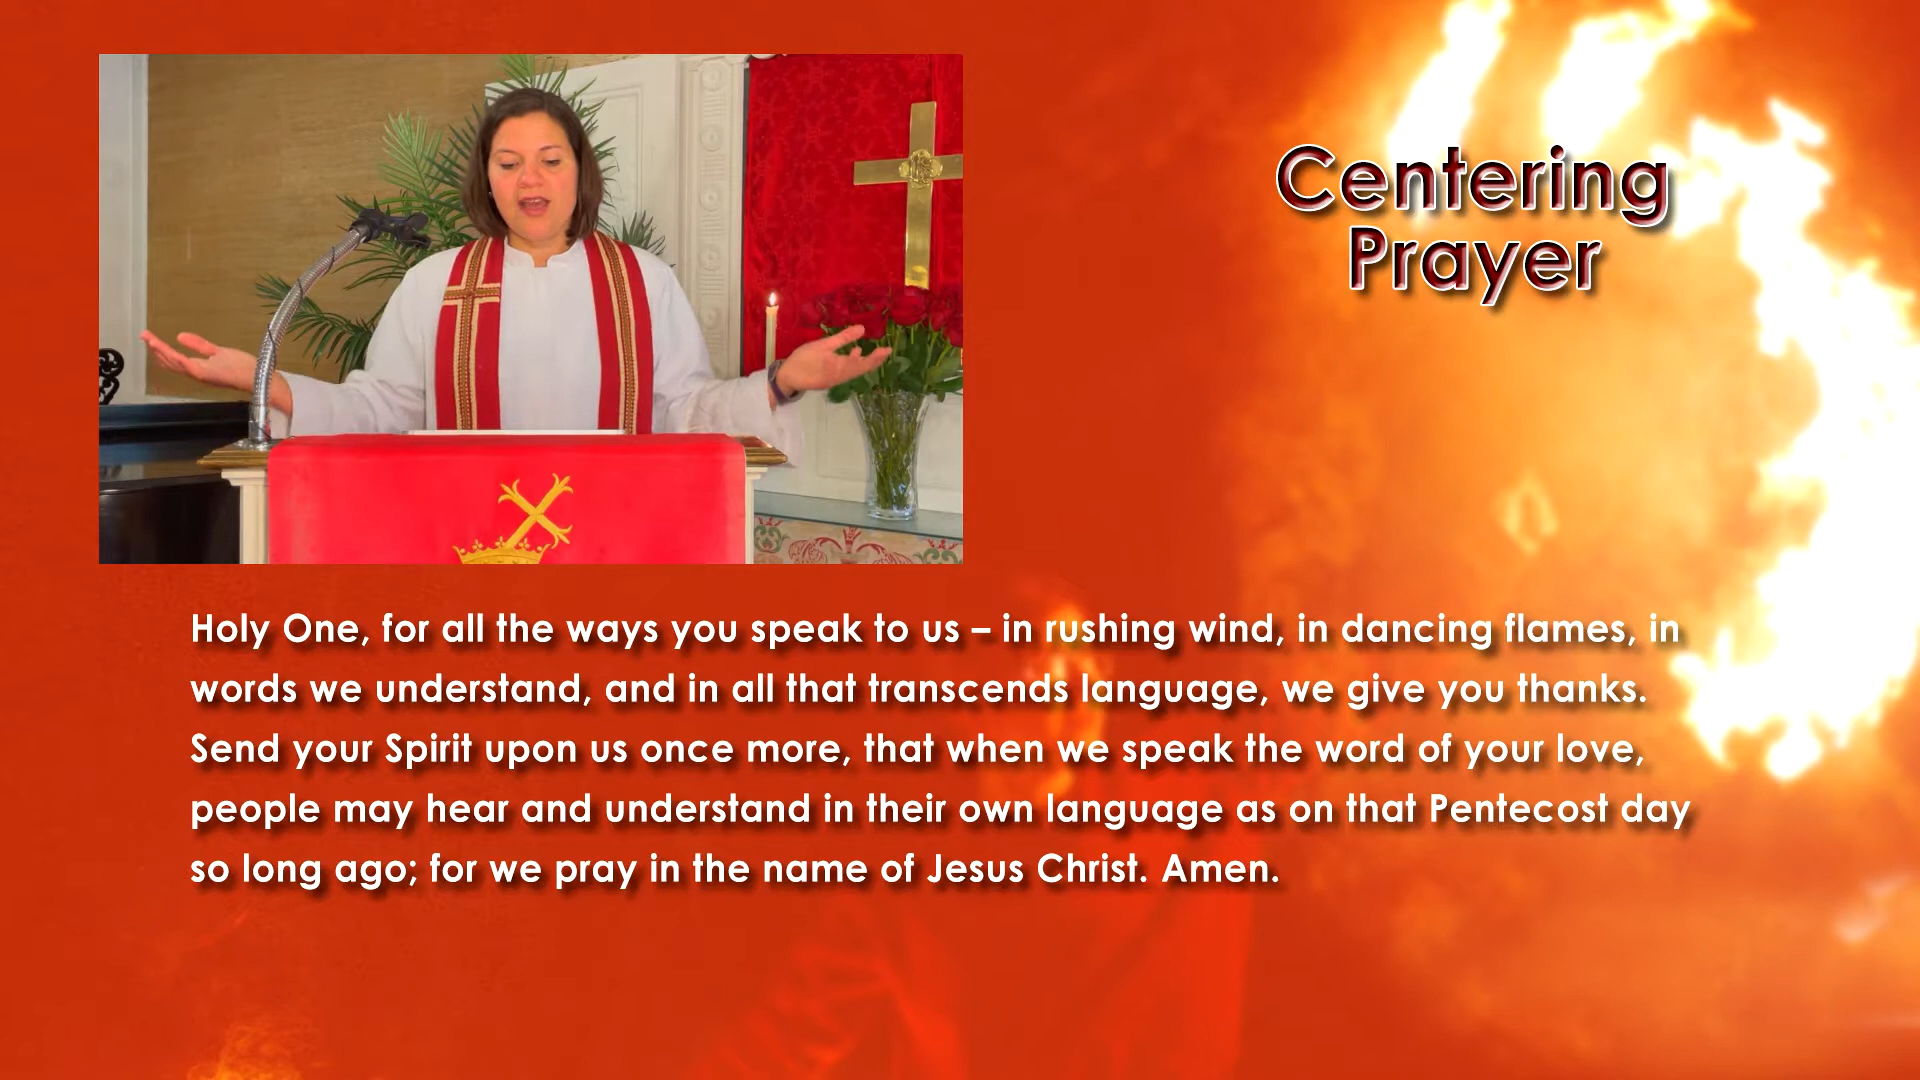 Centering
Prayer
Holy One, for all the ways you speak to us – in rushing wind, in dancing flames, in
words we understand, and in all that transcends language, we give you thanks.
Send your Spirit upon us once more, that when we speak the word of your love,
people may hear and understand in their own language as on that Pentecost day
so long ago; for we pray in the name of Jesus Christ. Amen.